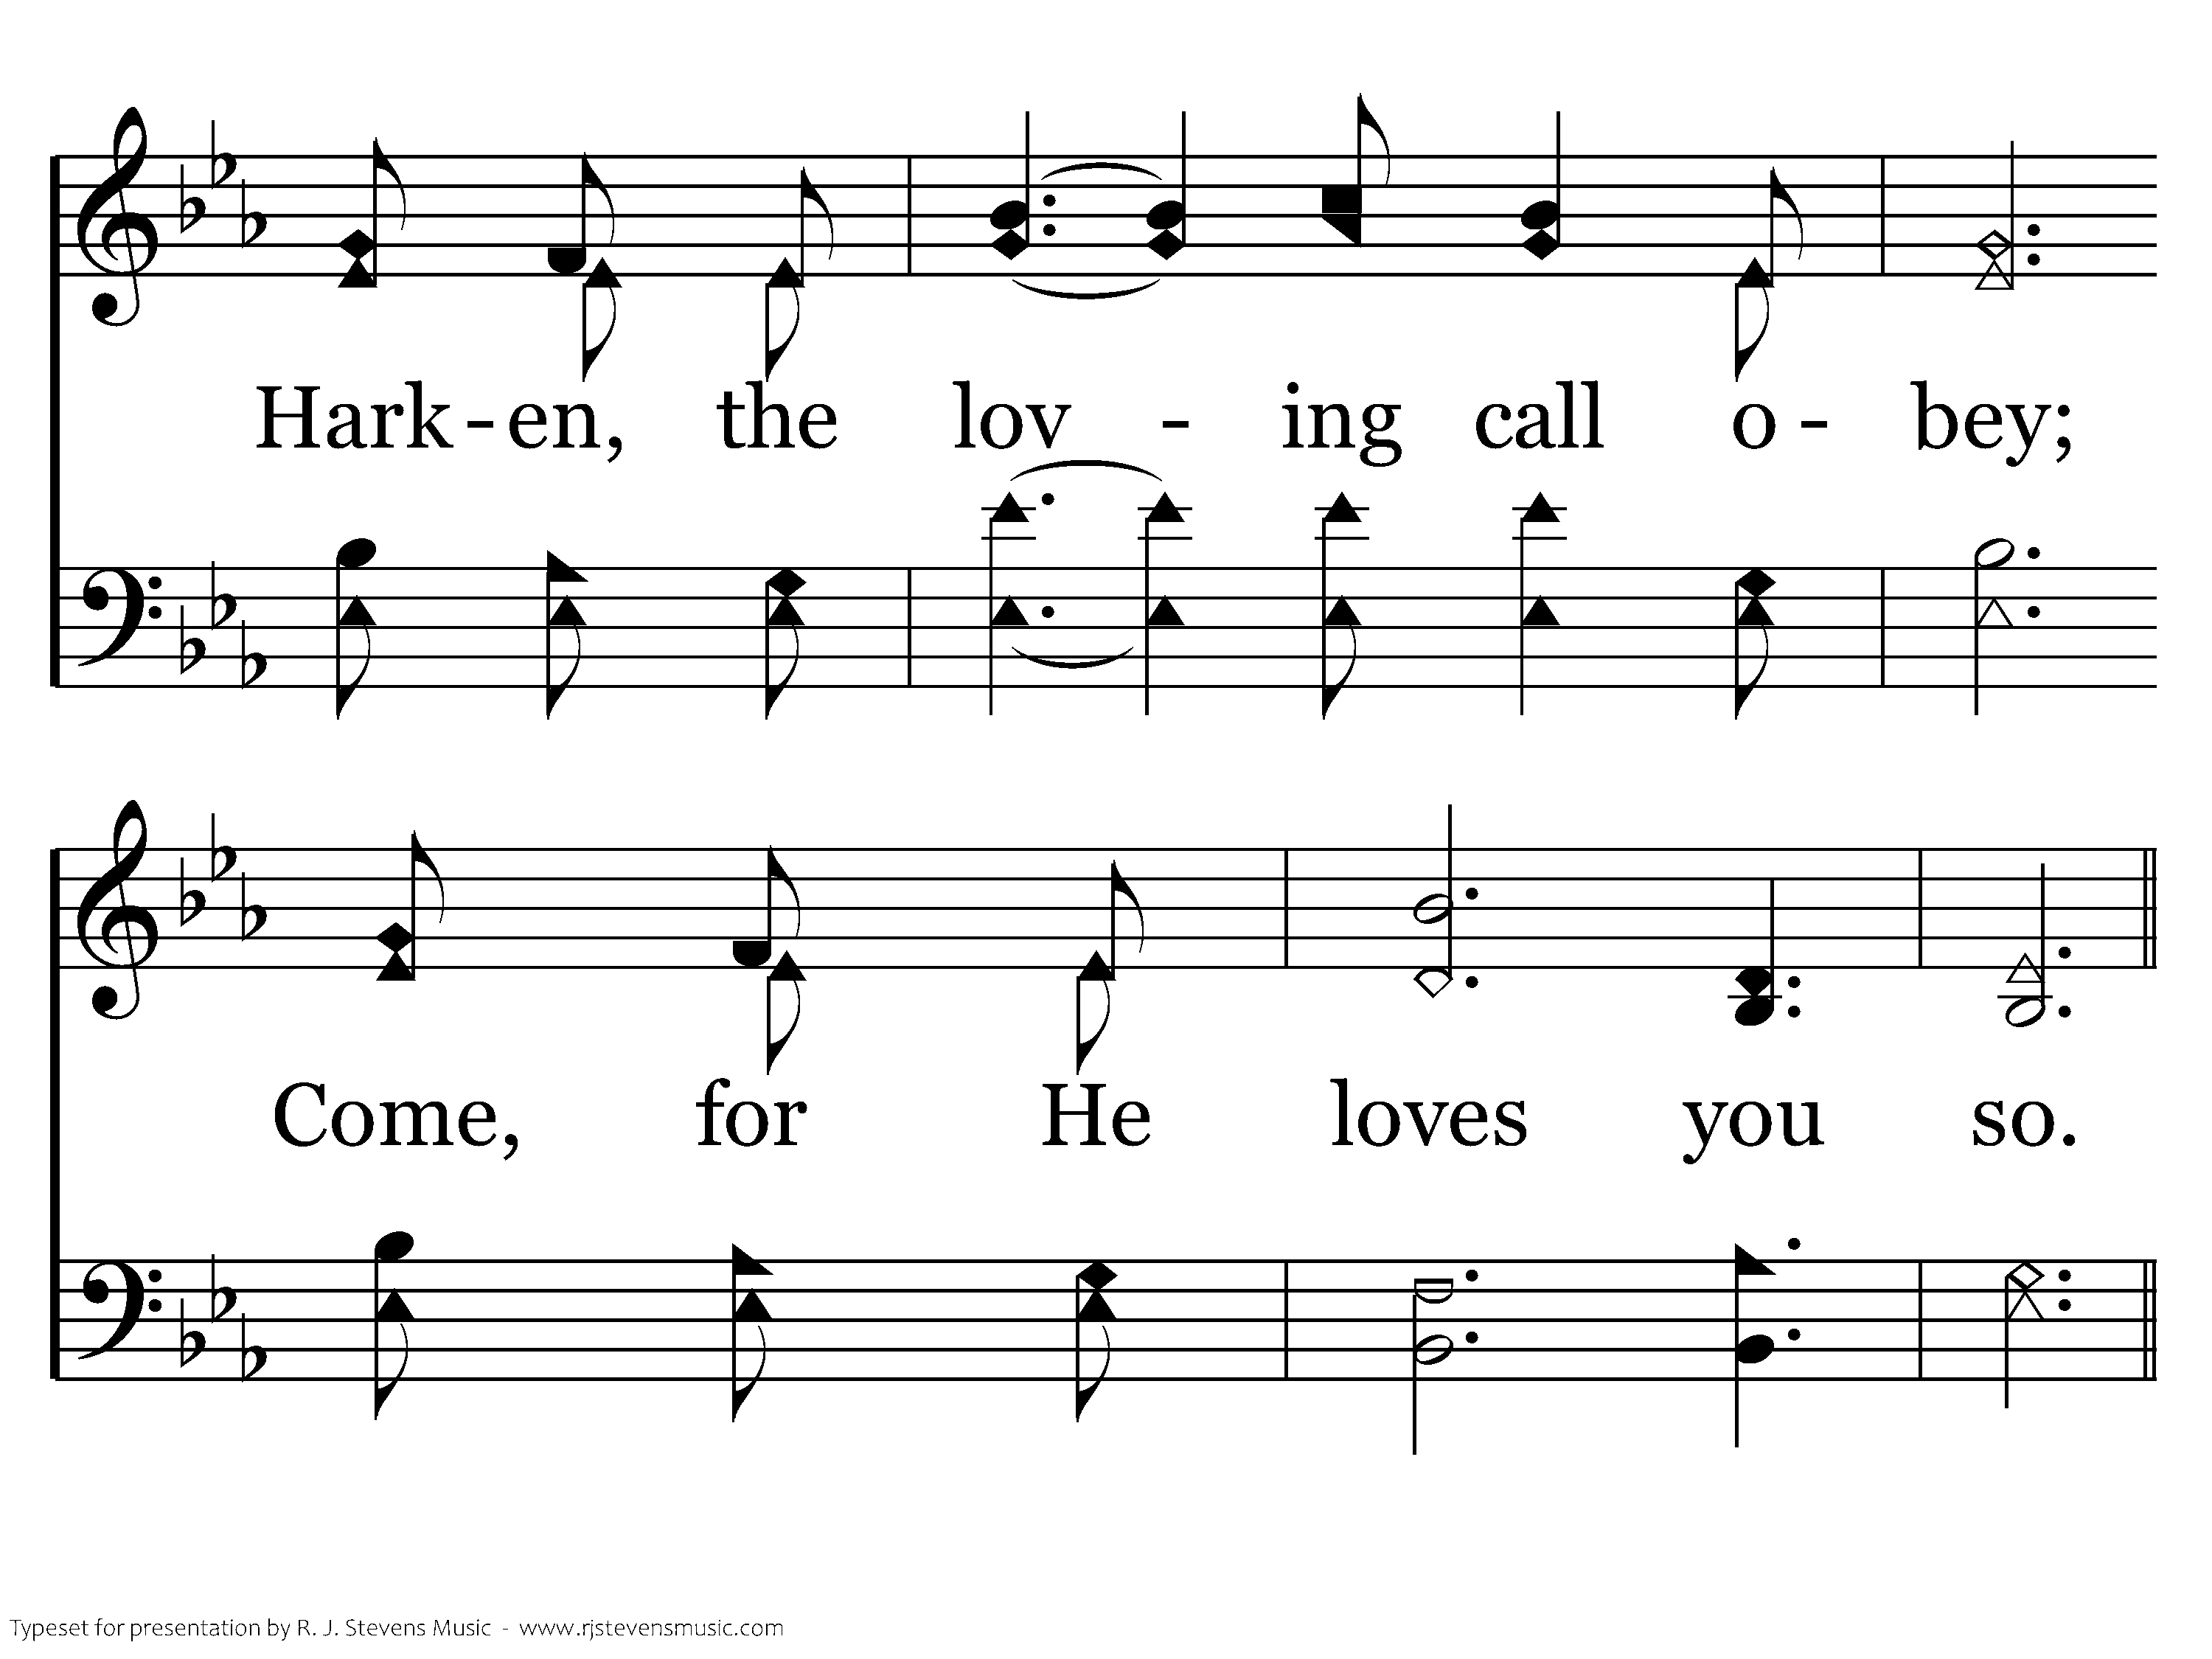 Hark - en, the lov - ing call o - bey;
Come, for He loves you so.
Typeset for presentation by R. J. Stevens Music - www.rjstevensmusic.com